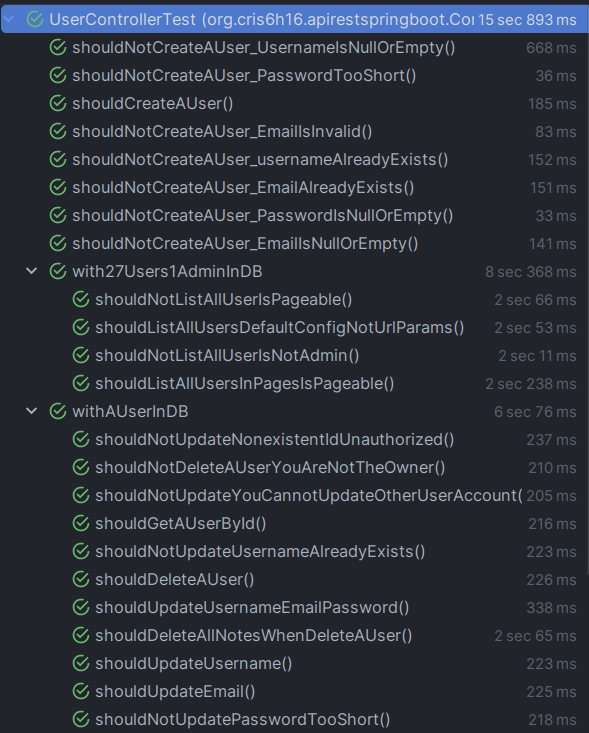 UserControllerTest (org.cris6h16.apirestspringboot.Cor 15 sec 893 ms
shouldNotCreateAUser_UsernameIsNullOrEmpty() 668 ms
shouldNotCreateAUser_PasswordTooShort() 36 ms
shouldCreateAUser() 185 ms
shouldNotCreateAUser_EmailIsInvalid() 83 ms
shouldNotCreateAUser_usernameAlreadyExists() 152 ms
shouldNotCreateAUser_EmailAlreadyExists() 151 ms
shouldNotCreateAUser_PasswordIsNullOrEmpty() 33 ms
shouldNotCreateAUser_EmailIsNullOrEmpty() 141 ms
with27Users1AdminInDB 8 sec 368 ms
shouldNotListAllUserIsPageable() 2 sec 66 ms
shouldListAllUsersDefaultConfigNotUrlParams() 2 sec 53 ms
shouldNotListAllUserIsNotAdmin() 2 sec 11 ms
shouldListAllUsersInPagesIsPageable() 2 sec 238 ms
withAUserInDB 6 sec 76 ms
shouldNotUpdateNonexistentIdUnauthorized() 237 ms
shouldNotDeleteAUserYouAreNotTheOwner() 210 ms
shouldNotUpdateYouCannotUpdateOtherUserAccount( 205 ms
shouldGetAUserById() 216 ms
shouldNotUpdateUsernameAlreadyExists() 223 ms
shouldDeleteAUser() 226 ms
shouldUpdateUsernameEmailPassword() 338 ms
shouldDeleteAllNotesWhenDeleteAUser() 2 sec 65 ms
shouldUpdateUsername() 223 ms
shouldUpdateEmail() 225 ms
shouldNotUpdatePasswordTooShort() 218 ms